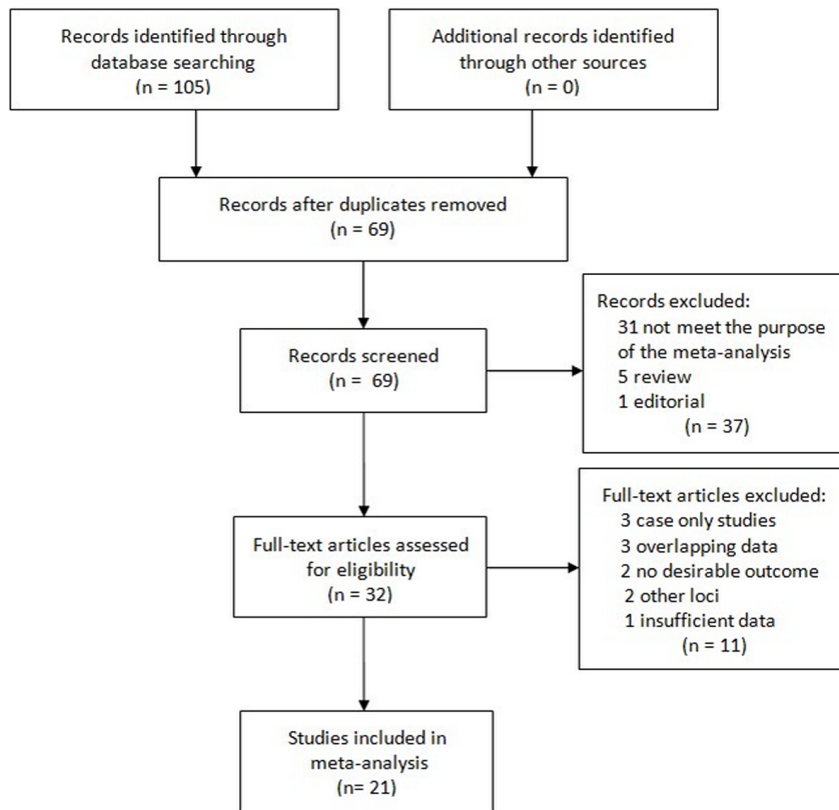 Records identified through
database searching
(n = 105)
Additional records identified
through other sources
(n = 0)
Records after duplicates removed
(n = 69)
Records screened
(n = 69)
Records excluded:
31 not meet the purpose
of the meta-analysis
5 review
1 editorial
(n = 37)
Full-text articles assessed
for eligibility
(n = 32)
Full-text articles excluded:
3 case only studies
3 overlapping data
2 no desirable outcome
2 other loci
1 insufficient data
(n = 11)
Studies included in
meta-analysis
(n= 21)